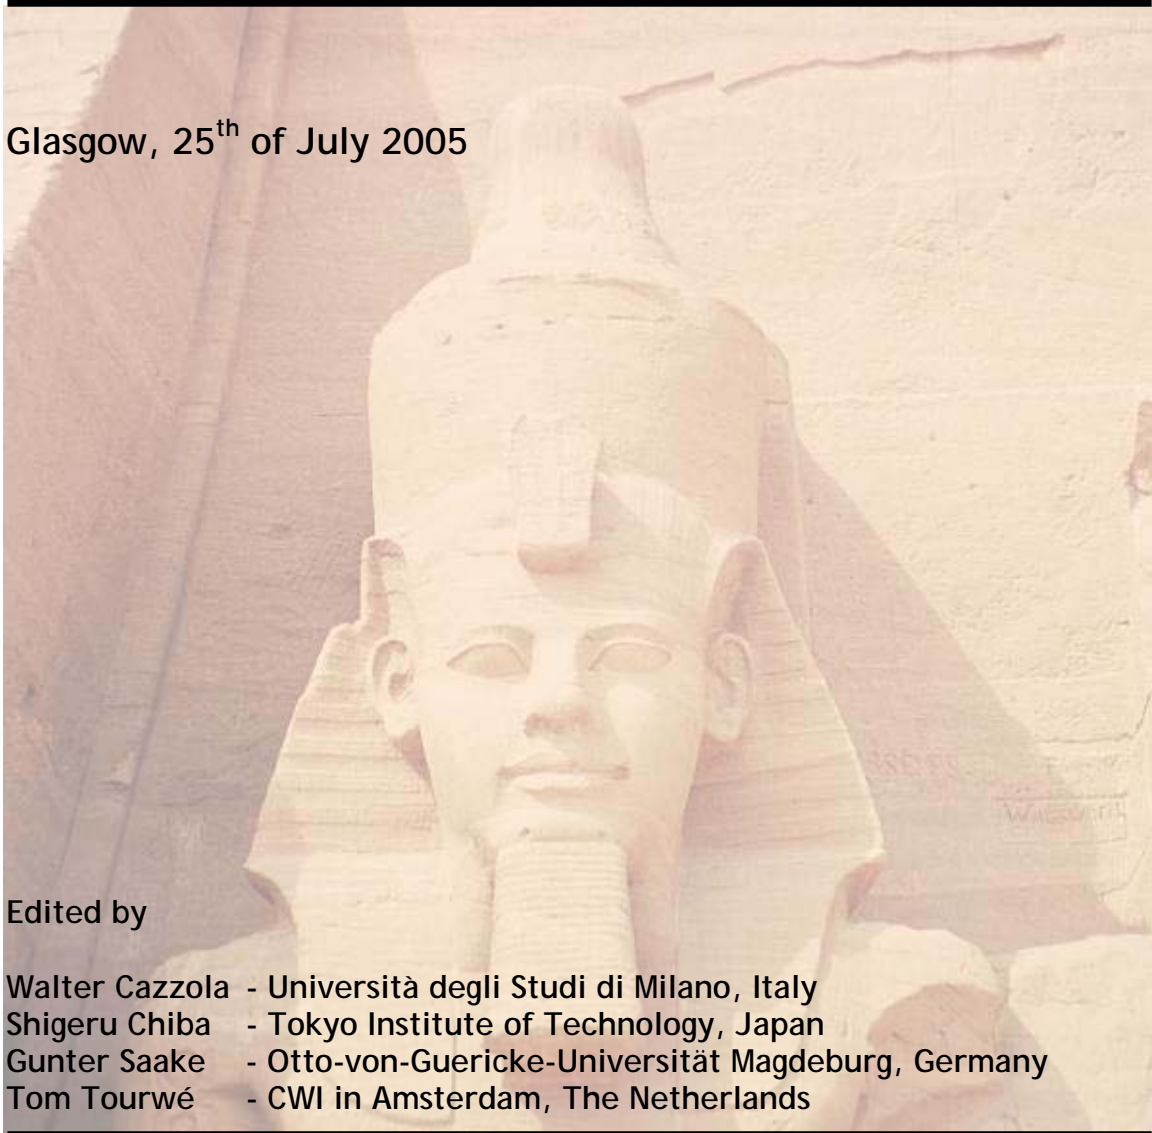 Glasgow, 25th of July 2005
Edited by
Walter Cazzola - Università degli Studi di Milano, Italy
Shigeru Chiba - Tokyo Institute of Technology, Japan
Gunter Saake - Otto-von-Guericke-Universität Magdeburg, Germany
Tom Tourwé - CWI in Amsterdam, The Netherlands